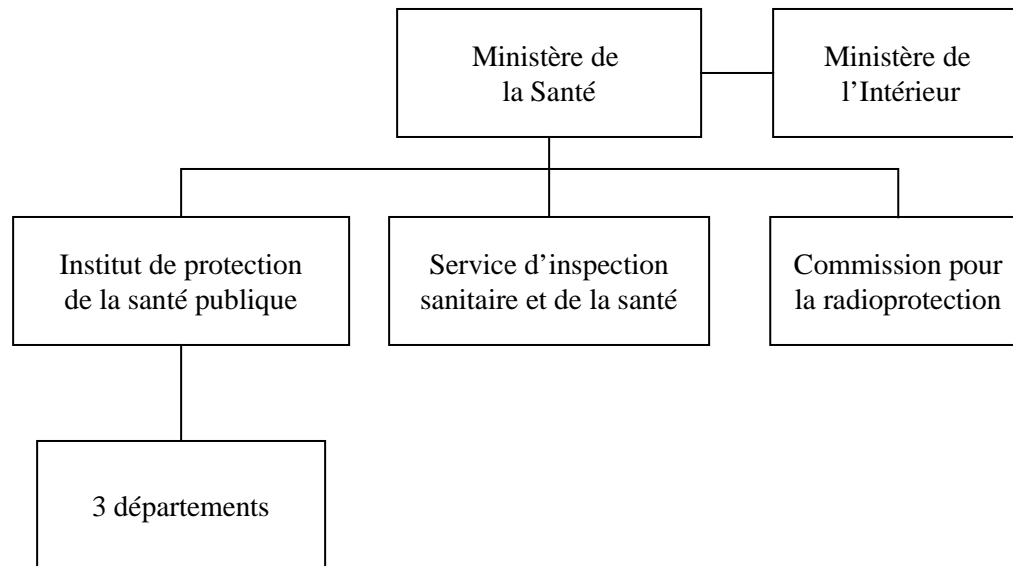 Ministère de
la Santé
Ministère de
l’Intérieur
Institut de protection
de la santé publique
Service d’inspection
sanitaire et de la santé
Commission pour
la radioprotection
3 départements